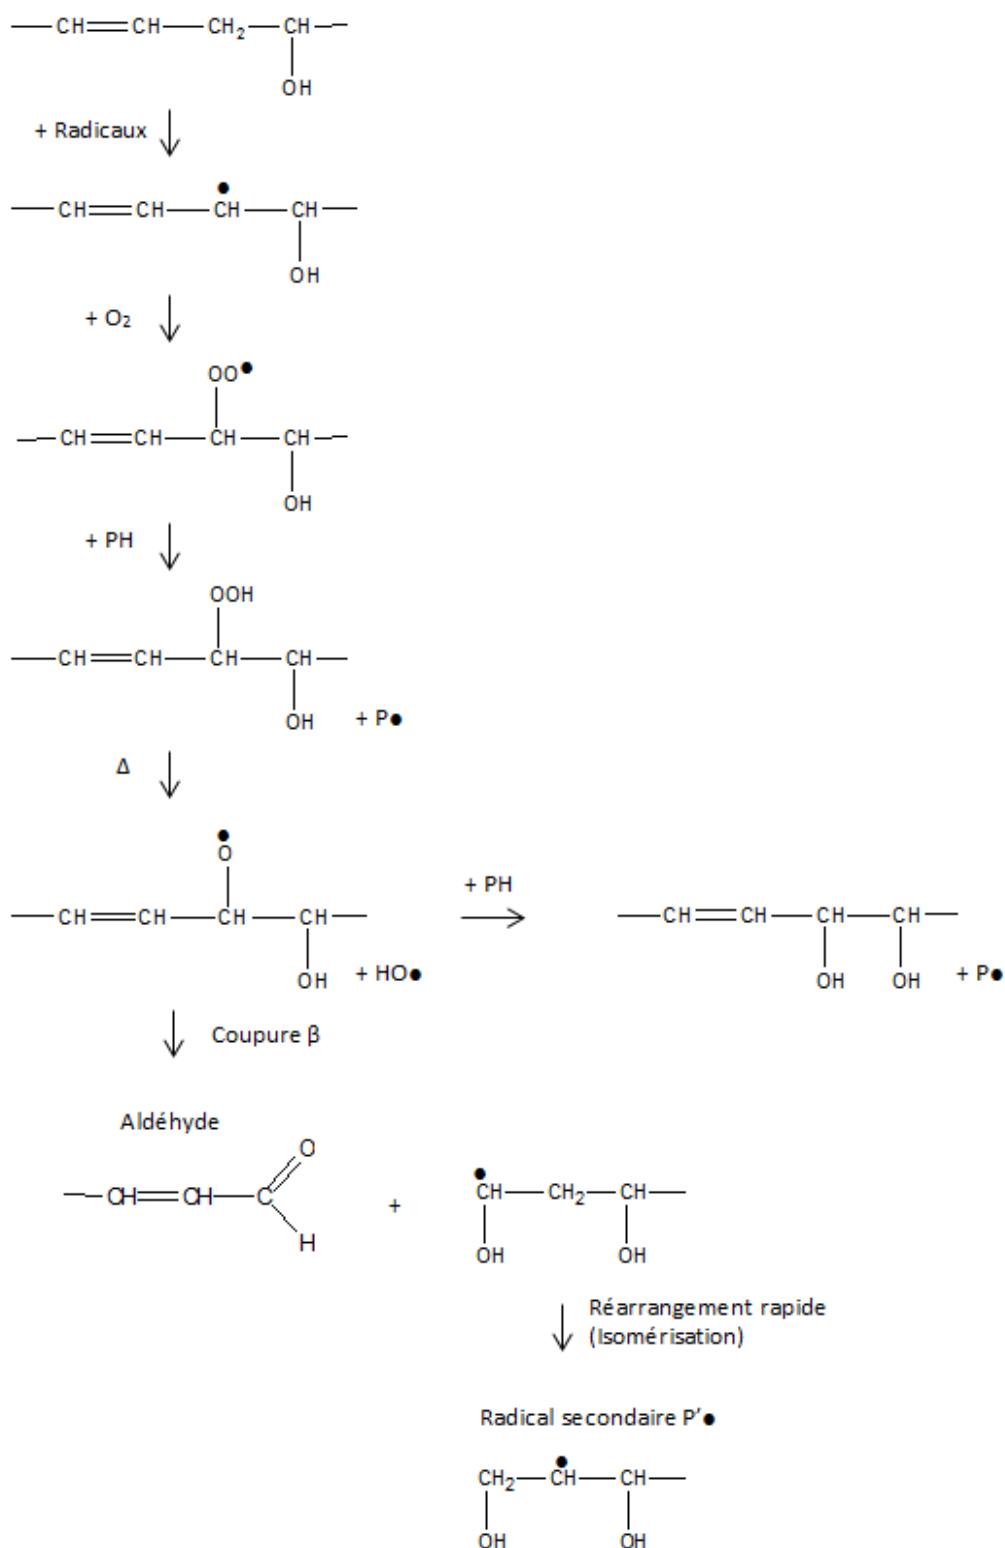 CH CH CH₂ CH
OH
+ Radicaux
●
CH CH CH CH
OH
+ O₂
OO●
CH CH CH CH
OH
+ PH
OOH
CH CH CH CH
OH + P●
Δ
●
O
+ PH
CH CH CH CH CH CH CH CH
OH + HO● OH OH + P●
Coupure β
Aldéhyde
O
●
CH CH C + CH CH₂ CH
H OH OH
Réarrangement rapide
(Isomérisation)
Radical secondaire P'●
●
CH₂ CH CH
OH OH